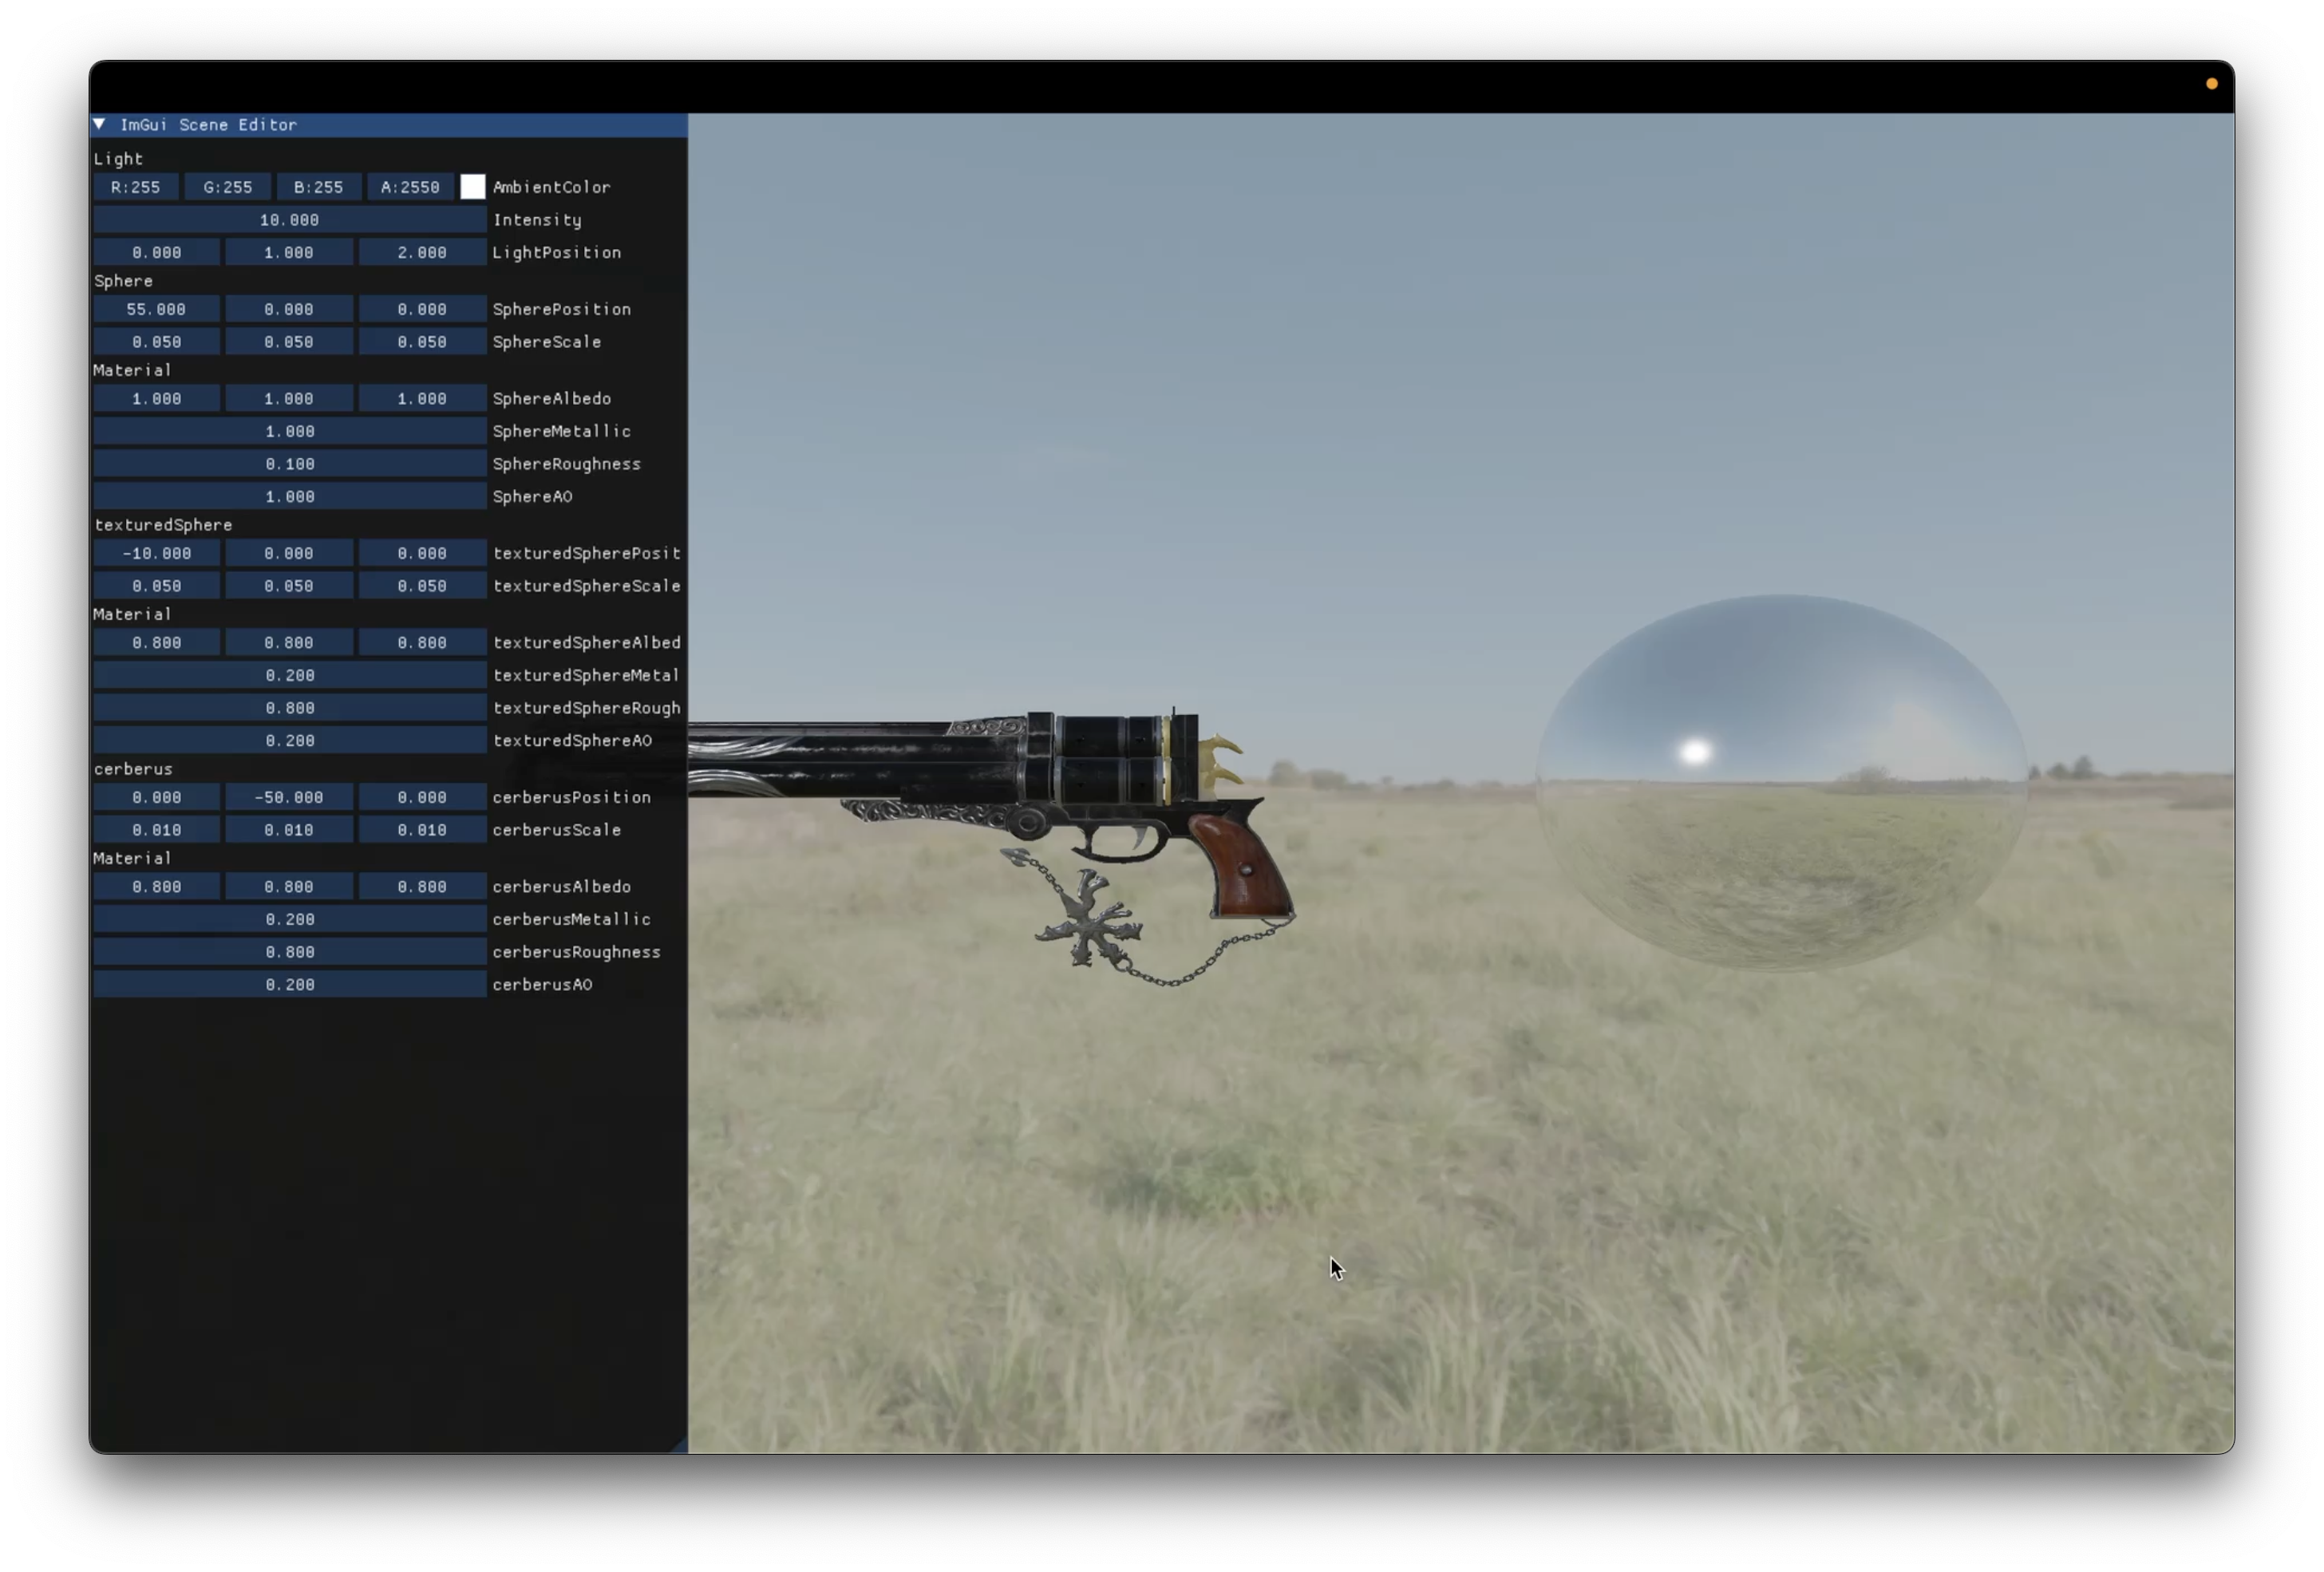 ImGui Scene Editor
Light
R:255 G:255 B:255 A:2550 AmbientColor
10.000 Intensity
0.000 1.000 2.000 LightPosition
Sphere
55.000 0.000 0.000 SpherePosition
0.050 0.050 0.050 SphereScale
Material
1.000 1.000 1.000 SphereAlbedo
1.000 SphereMetallic
0.100 SphereRoughness
1.000 SphereAO
texturedSphere
-10.000 0.000 0.000 texturedSpherePosit
0.050 0.050 0.050 texturedSphereScale
Material
0.800 0.800 0.800 texturedSphereAlbed
0.200 texturedSphereMetal
0.800 texturedSphereRough
0.200 texturedSphereAO
cerberus
0.000 -50.000 0.000 cerberusPosition
0.010 0.010 0.010 cerberusScale
Material
0.800 0.800 0.800 cerberusAlbedo
0.200 cerberusMetallic
0.800 cerberusRoughness
0.200 cerberusAO